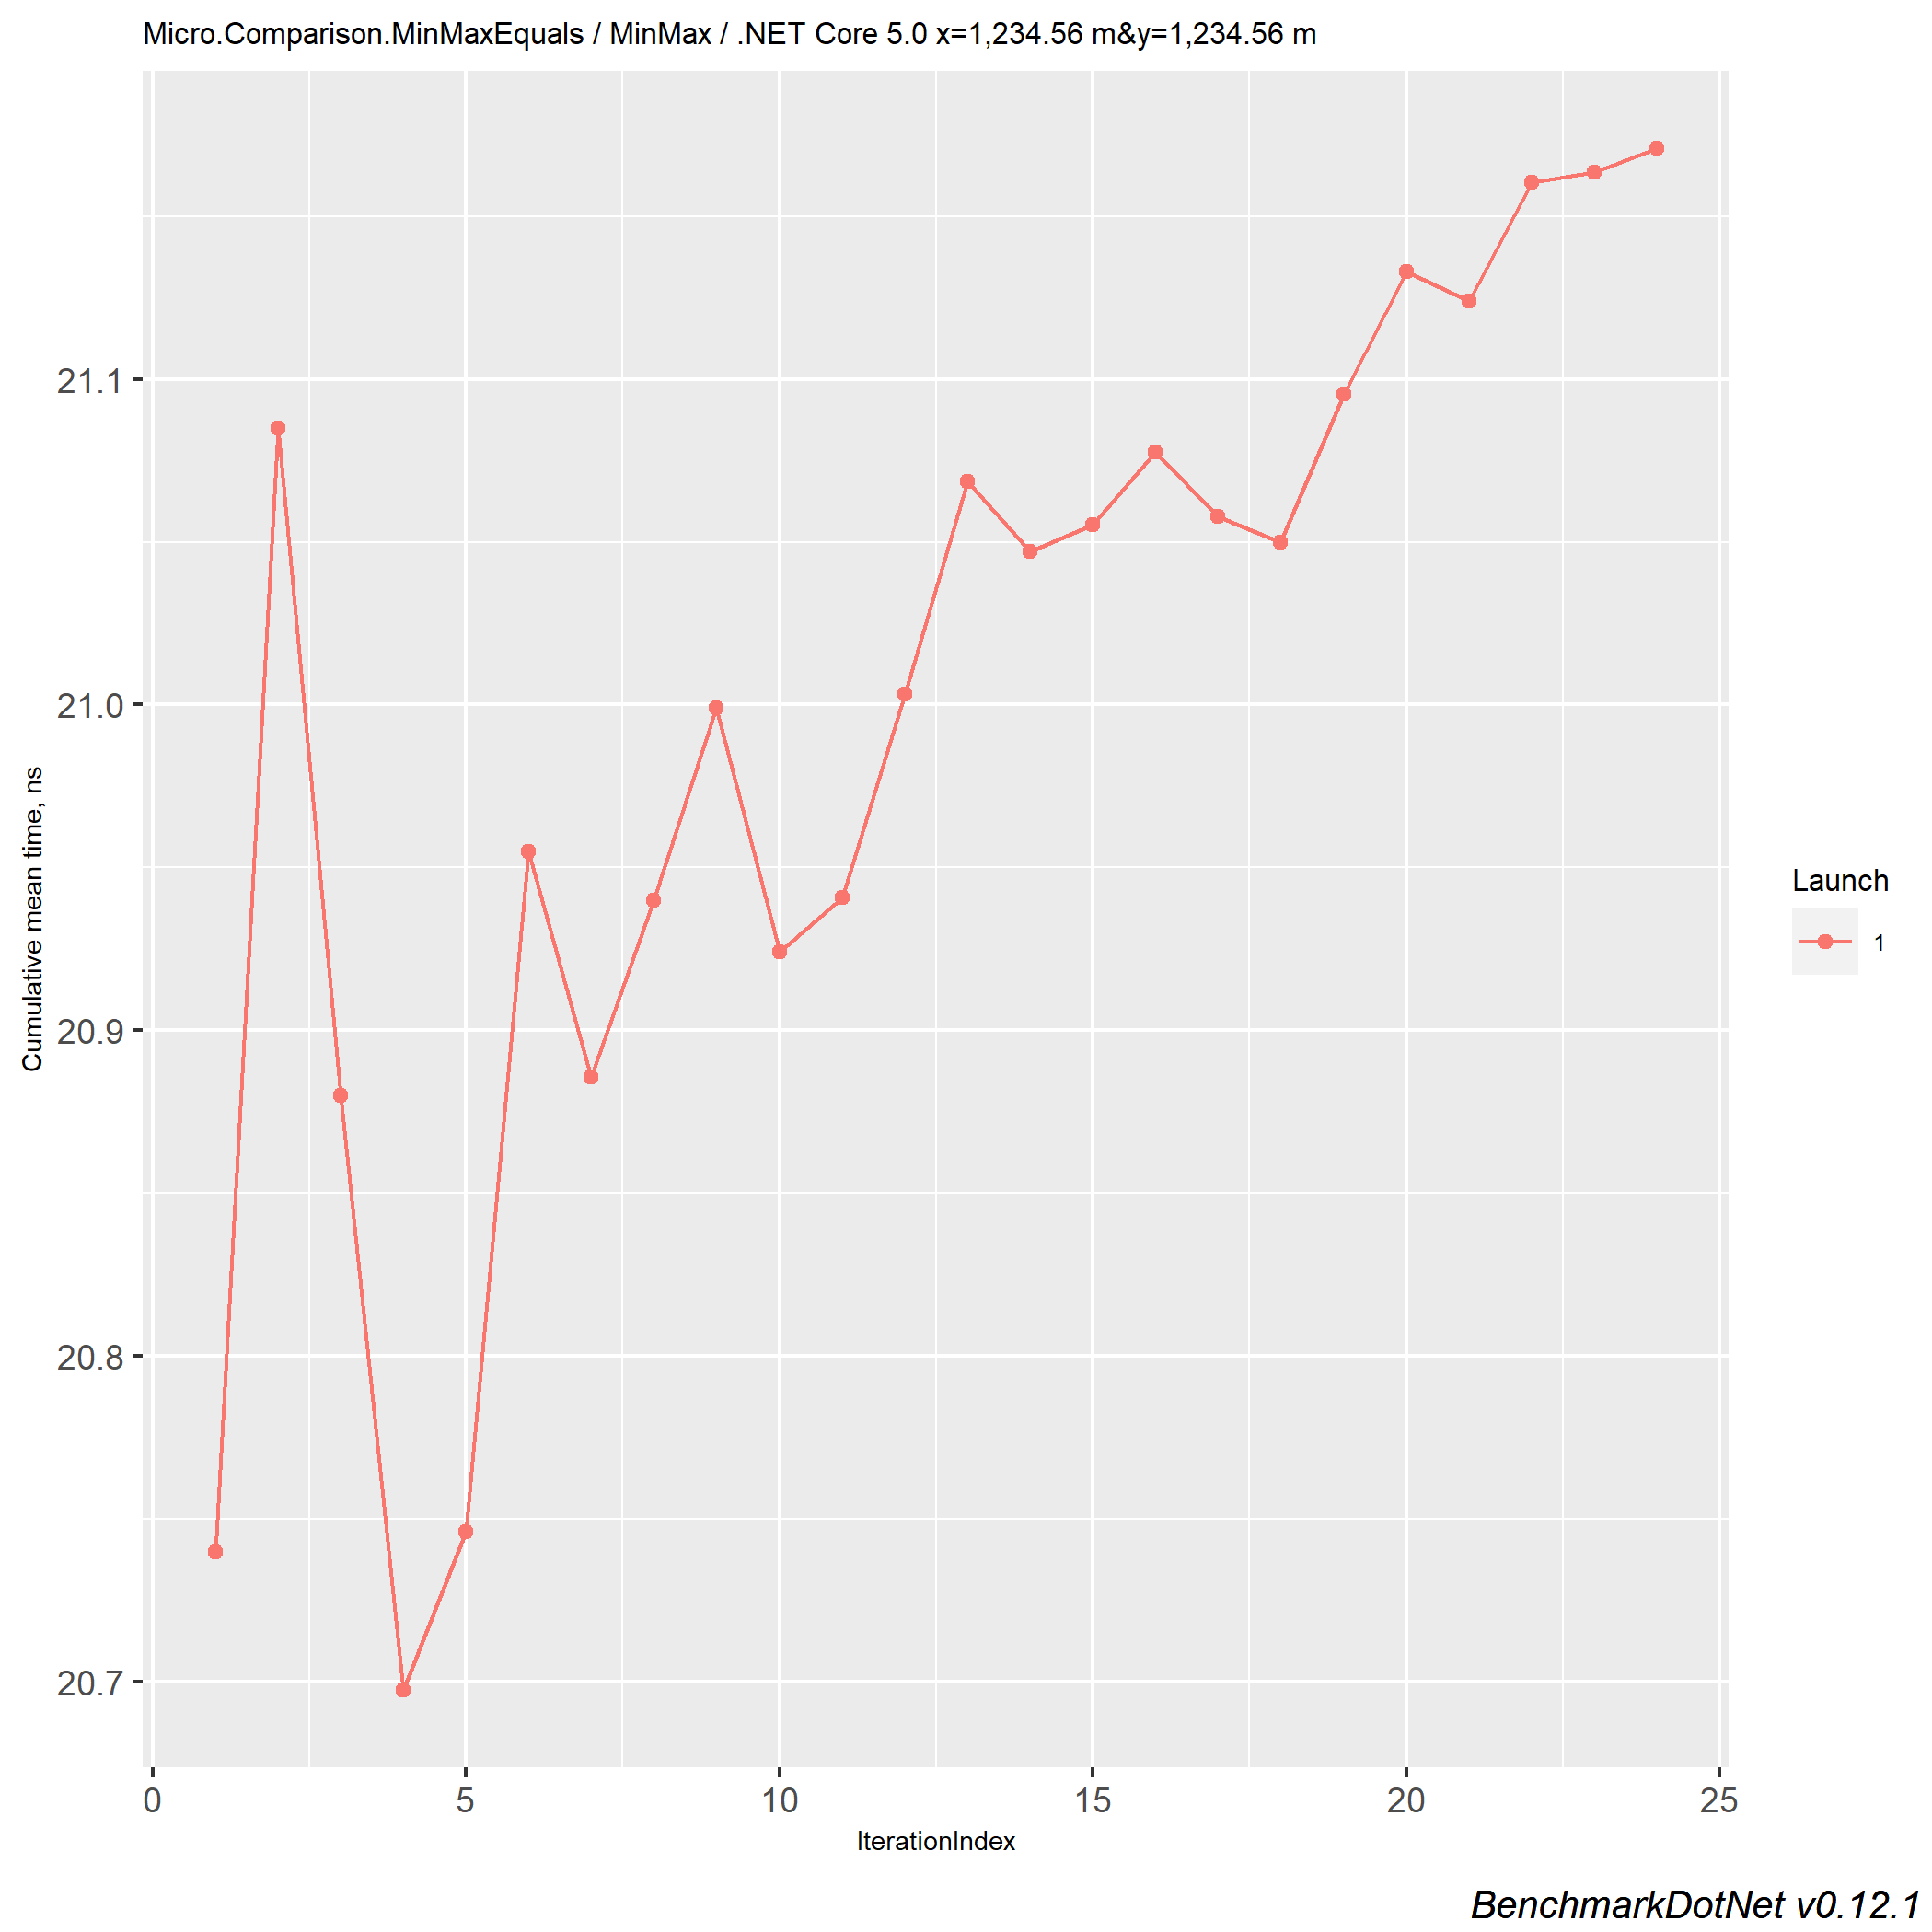 Micro.Comparison.MinMaxEquals / MinMax / .NET Core 5.0 x=1,234.56 m&y=1,234.56 m
Cumulative mean time, ns
21.1
21.0
20.9
20.8
20.7
0 5 10 15 20 25
IterationIndex
Launch
1
BenchmarkDotNet v0.12.1